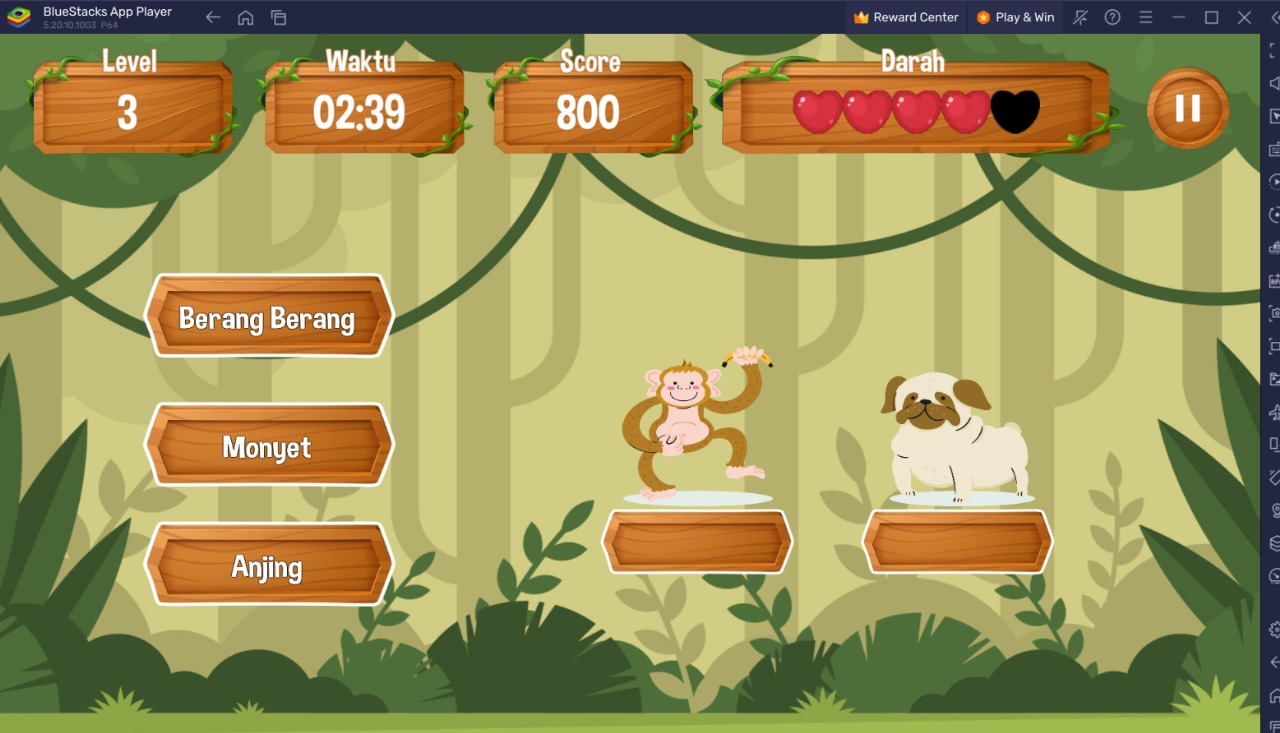 BlueStacks App Player
5.20.10.1003 P64
Reward Center
Play & Win
Level
3
Waktu
02:39
Score
800
Darah
Berang Berang
Monyet
Anjing